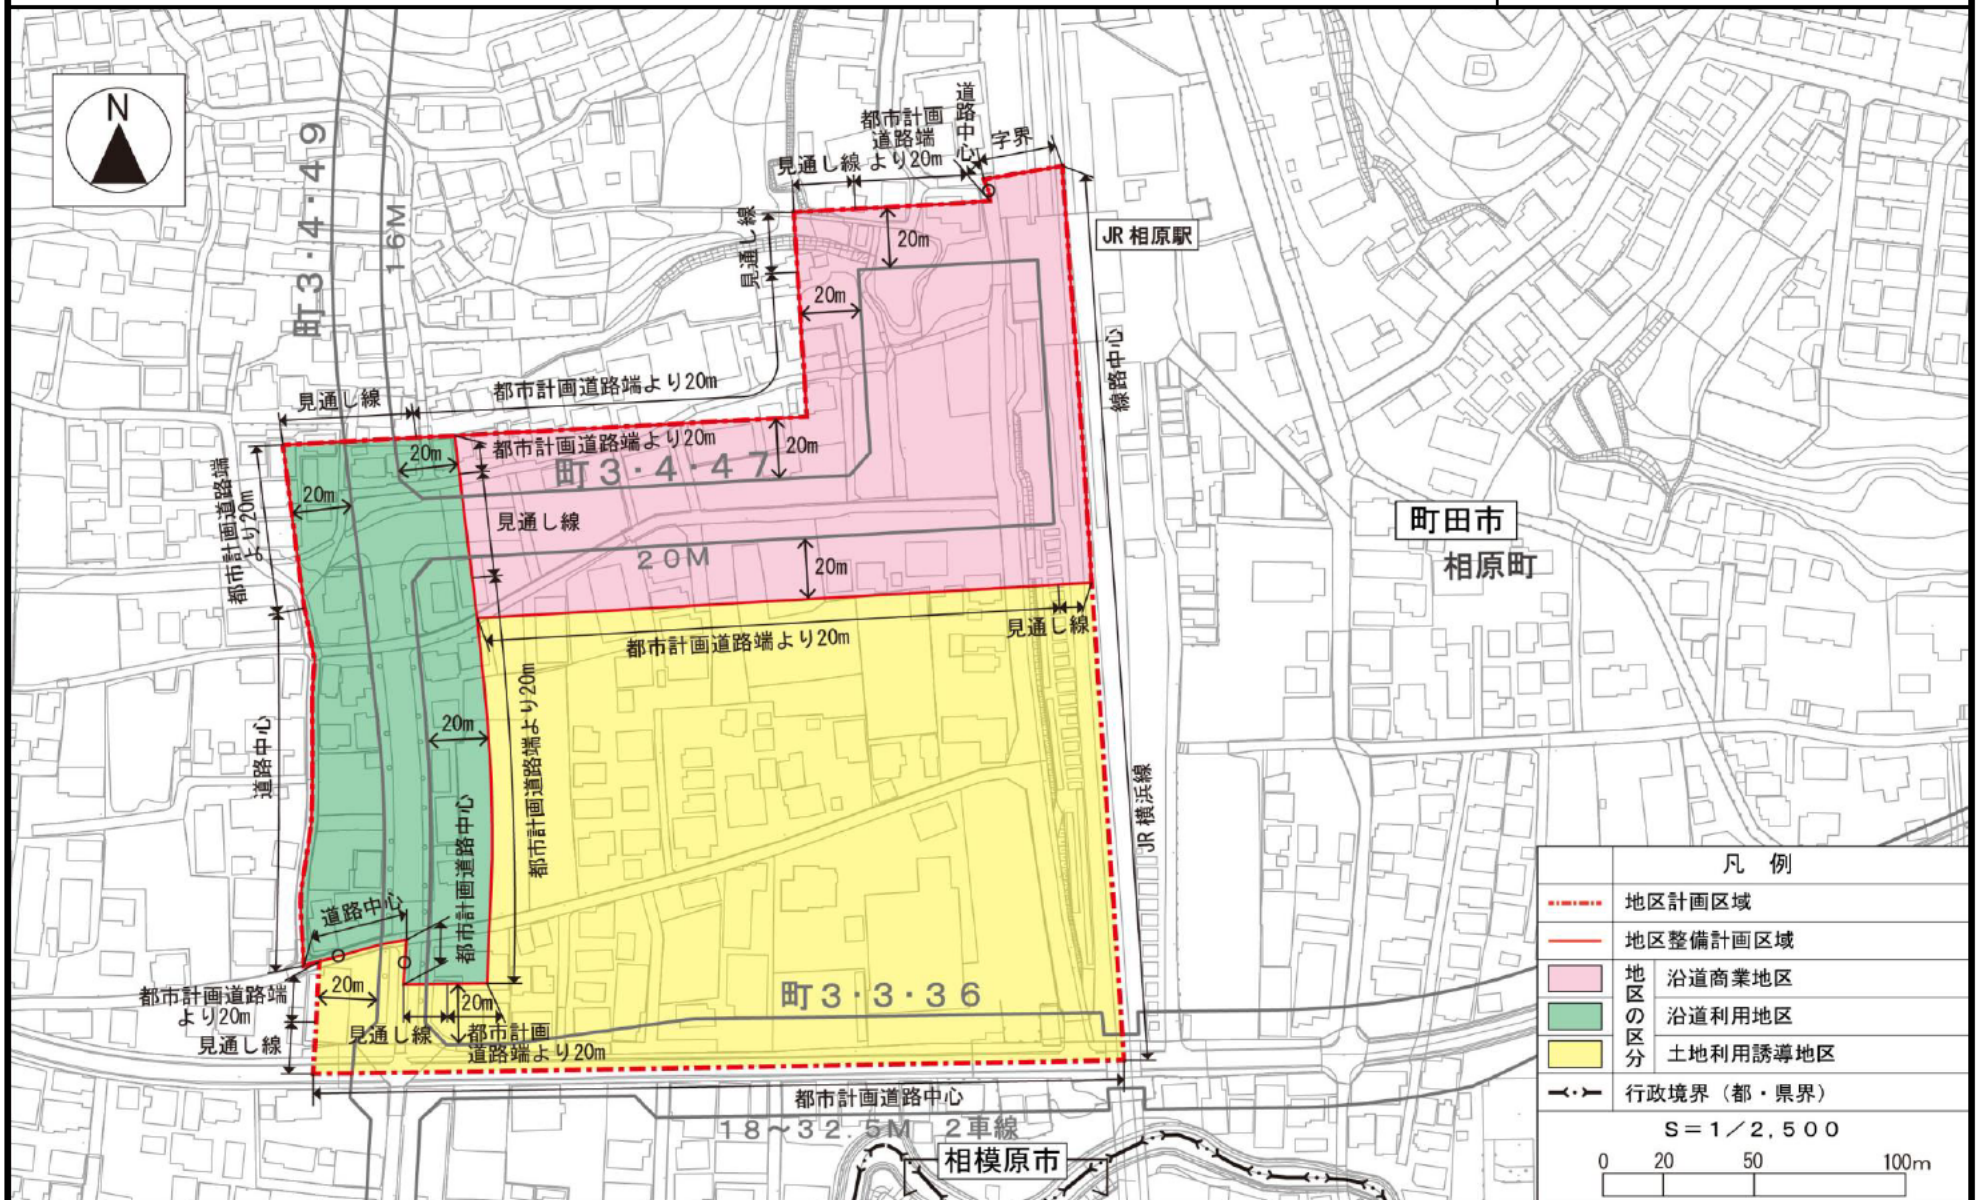 N
町3・4・49
16M
見通し線
都市計画
道路端
より20m
道路中心
字界
見通し線
20m
20m
JR 相原駅
線路中心
見通し線
都市計画道路端より20m
都市計画道路端より20m
20m
20m
20m
町3・4・47
都市計画道路端
より20m
見通し線
20M
20m
町田市
相原町
都市計画道路端より20m
見通し線
道路中心
20m
都市計画道路端より20m
都市計画道路中心
JR 横浜線
道路中心
都市計画道路端
より20m
見通し線
20m
見通し線
20m
都市計画
道路端より20m
町3・3・36
都市計画道路中心
18～32.5M 2車線
相模原市
凡 例
地区計画区域
地区整備計画区域
地区の区分
沿道商業地区
沿道利用地区
土地利用誘導地区
行政境界（都・県界）
S＝1／2,500
0 20 50 100m